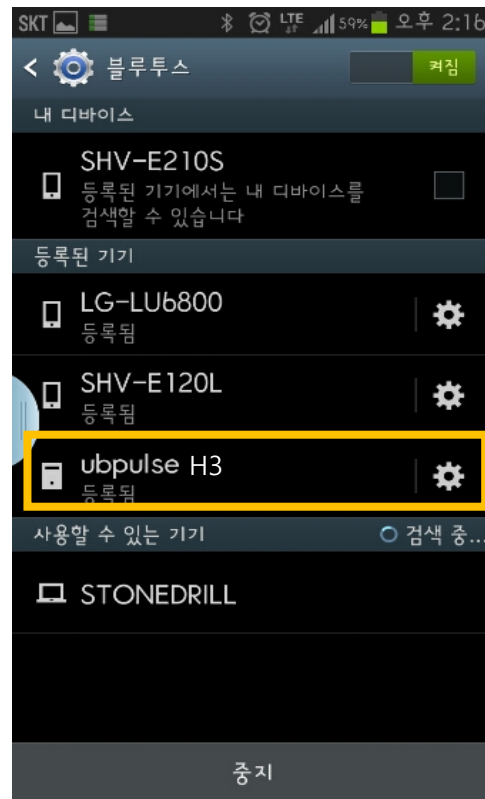 SKT LTE 59% 오후 2:16
< 블루투스 켜짐
내 디바이스
SHV-E210S
등록된 기기에서는 내 디바이스를
검색할 수 있습니다
등록된 기기
LG-LU6800
등록됨
SHV-E120L
등록됨
ubpulse H3
등록됨
사용할 수 있는 기기 검색 중...
STONEDRILL
중지